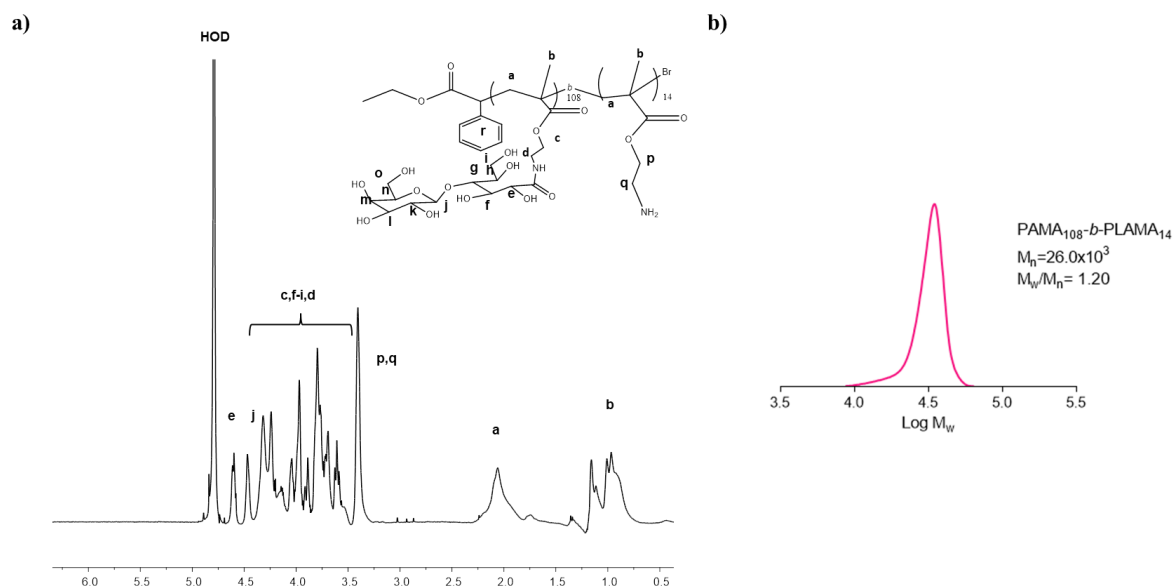 a)
HOD
b
b
a
O
O
b
108
a
Br
14
O
O
r
O
c
O
O
d
p
i
OH
h
OH
NH
q
o
OH
n
g
HO
O
O
m
HO
OH
j
HO
e
OH
O
f
NH₂
HO
k
l
c,f-i,d
p,q
e
j
a
b
6.0 5.5 5.0 4.5 4.0 3.5 3.0 2.5 2.0 1.5 1.0 0.5
b)
PAMA₁₀₈-b-PLAMA₁₄
Mₙ=26.0x10³
M_w/Mₙ= 1.20
3.5 4.0 4.5 5.0 5.5
Log M_w